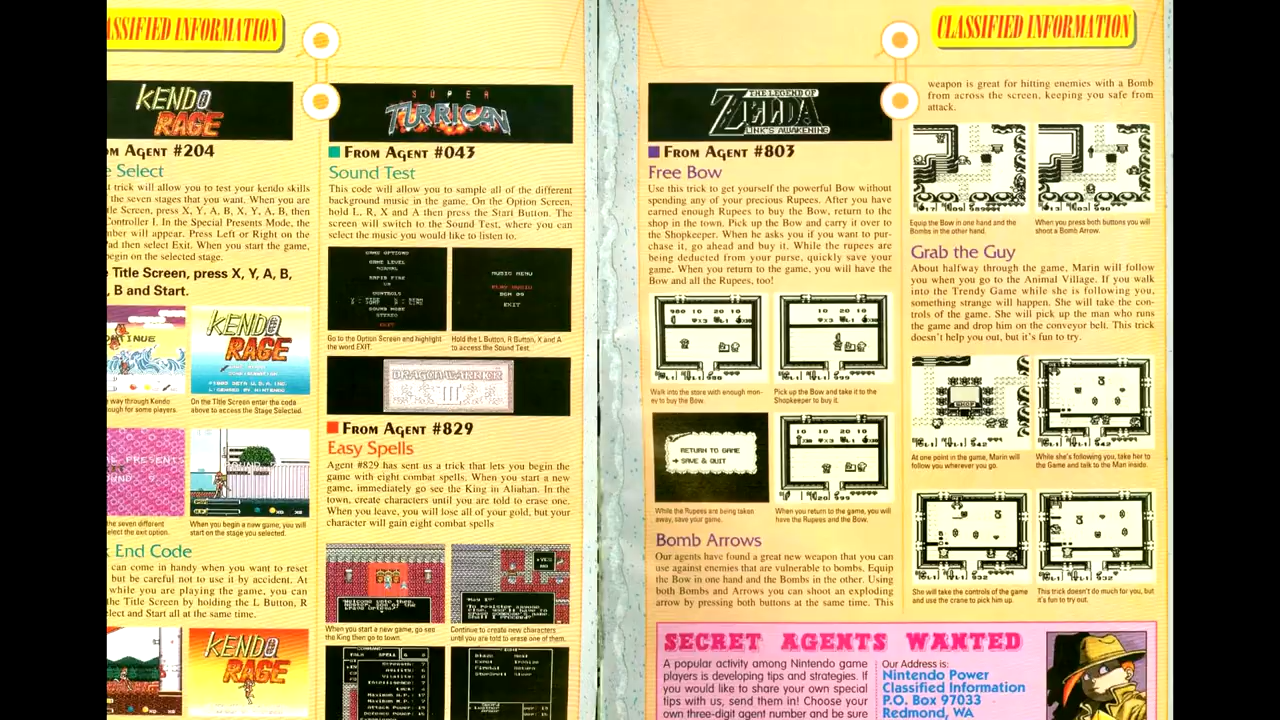 ASSIFIED INFORMATION
KENDO
RAGE
OM AGENT #204
e Select
trick will allow you to test your kendo skills
the seven stages that you want. When you are
tle Screen, press X, Y, A, B, X, Y, A, B, then
Controller I. In the Special Presents Mode, the
mber will appear. Press Left or Right on the
Pad then select Exit. When you start the game,
begin on the selected stage.
Title Screen, press X, Y, A, B,
, B and Start.
KENDO
RAGE
way through Kendo
ough for some players.
On the Title Screen enter the code
above to access the Stage Selected.
the seven different
select the exit option.
When you begin a new game, you will
start on the stage you selected.
End Code
can come in handy when you want to reset
but be careful not to use it by accident. At
while you are playing the game, you can
the Title Screen by holding the L Button, R
lect and Start all at the same time.
KENDO
RAGE
SUPER
TURRICAN
FROM AGENT #043
Sound Test
This code will allow you to sample all of the different
background music in the game. On the Option Screen,
hold L, R, X and A then press the Start Button. The
screen will switch to the Sound Test, where you can
select the music you would like to listen to.
GAME OPTIONS
GAME LEVEL
NORMAL
RAPID FIRE
ON
CONTROLS
SOUND MODE
STEREO
EXIT
MUSIC MENU
PLAY MUSIC
BGM 09
EXIT
Go to the Option Screen and highlight
the word EXIT.
Hold the L Button, R Button, X and A
to access the Sound Test.
DRAGON WARRIOR
III
FROM AGENT #829
Easy Spells
Agent #829 has sent us a trick that lets you begin the
game with eight combat spells. When you start a new
game, immediately go see the King in Aliahan. In the
town, create characters until you are told to erase one.
When you leave, you will lose all of your gold, but your
character will gain eight combat spells
When you start a new game, go see
the King then go to town.
Continue to create new characters
until you are told to erase one of them.
CLASSIFIED INFORMATION
THE LEGEND OF
ZELDA
LINK'S AWAKENING
FROM AGENT #803
Free Bow
Use this trick to get yourself the powerful Bow without
spending any of your precious Rupees. After you have
earned enough Rupees to buy the Bow, return to the
shop in the town. Pick up the Bow and carry it over to
the Shopkeeper. When he asks you if you want to pur-
chase it, go ahead and buy it. While the rupees are
being deducted from your purse, quickly save your
game. When you return to the game, you will have the
Bow and all the Rupees, too!
Walk into the store with enough mon-
ey to buy the Bow.
Pick up the Bow and take it to the
Shopkeeper to buy it.
RETURN TO GAME
SAVE & QUIT
While the Rupees are being taken
away, save your game.
When you return to the game, you will
have the Rupees and the Bow.
Bomb Arrows
Our agents have found a great new weapon that you can
use against enemies that are vulnerable to bombs. Equip
the Bow in one hand and the Bombs in the other. Using
both Bombs and Arrows you can shoot an exploding
arrow by pressing both buttons at the same time. This
weapon is great for hitting enemies with a Bomb
from across the screen, keeping you safe from
attack.
Equip the Bow in one hand and the
Bombs in the other hand.
When you press both buttons you will
shoot a Bomb Arrow.
Grab the Guy
About halfway through the game, Marin will follow
you when you go to the Animal Village. If you walk
into the Trendy Game while she is following you,
something strange will happen. She will take the con-
trols of the game. She will pick up the man who runs
the game and drop him on the conveyor belt. This trick
doesn't help you out, but it's fun to try.
SHOP
At one point in the game, Marin will
follow you wherever you go.
While she's following you, take her to
the Game and talk to the Man inside.
She will take the controls of the game
and use the crane to pick him up.
This trick doesn't do much for you, but
it's fun to try out.
SECRET AGENTS WANTED
A popular activity among Nintendo game
players is developing tips and strategies. If
you would like to share your own special
tips with us, send them in! Choose your
own three-digit agent number and be sure
Our Address is:
Nintendo Power
Classified Information
P.O. Box 97033
Redmond, WA